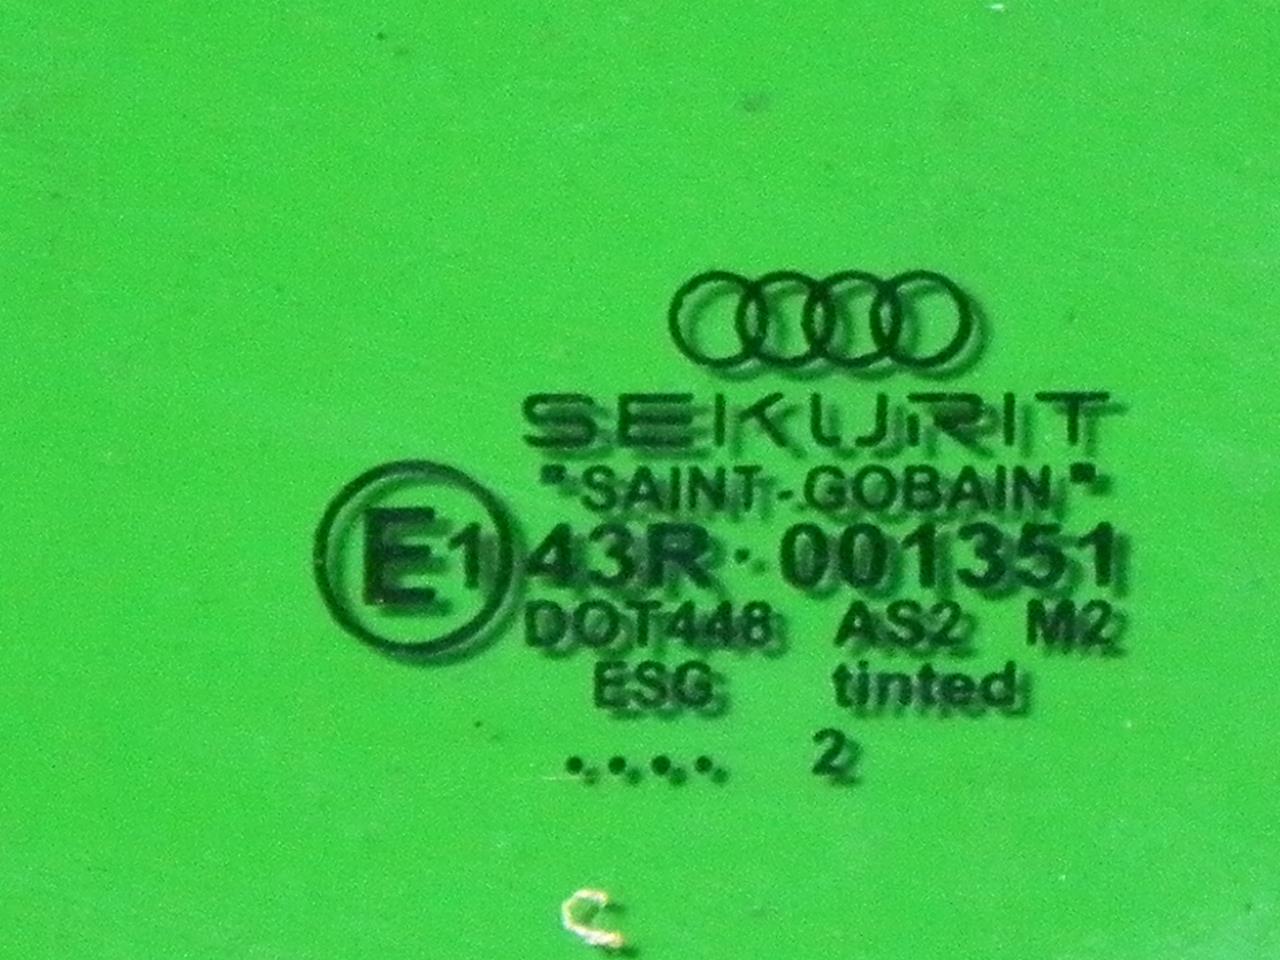 SEKURIT
"SAINT-GOBAIN"
E1 43R·001351
DOT448 AS2 M2
ESG tinted
.... 2